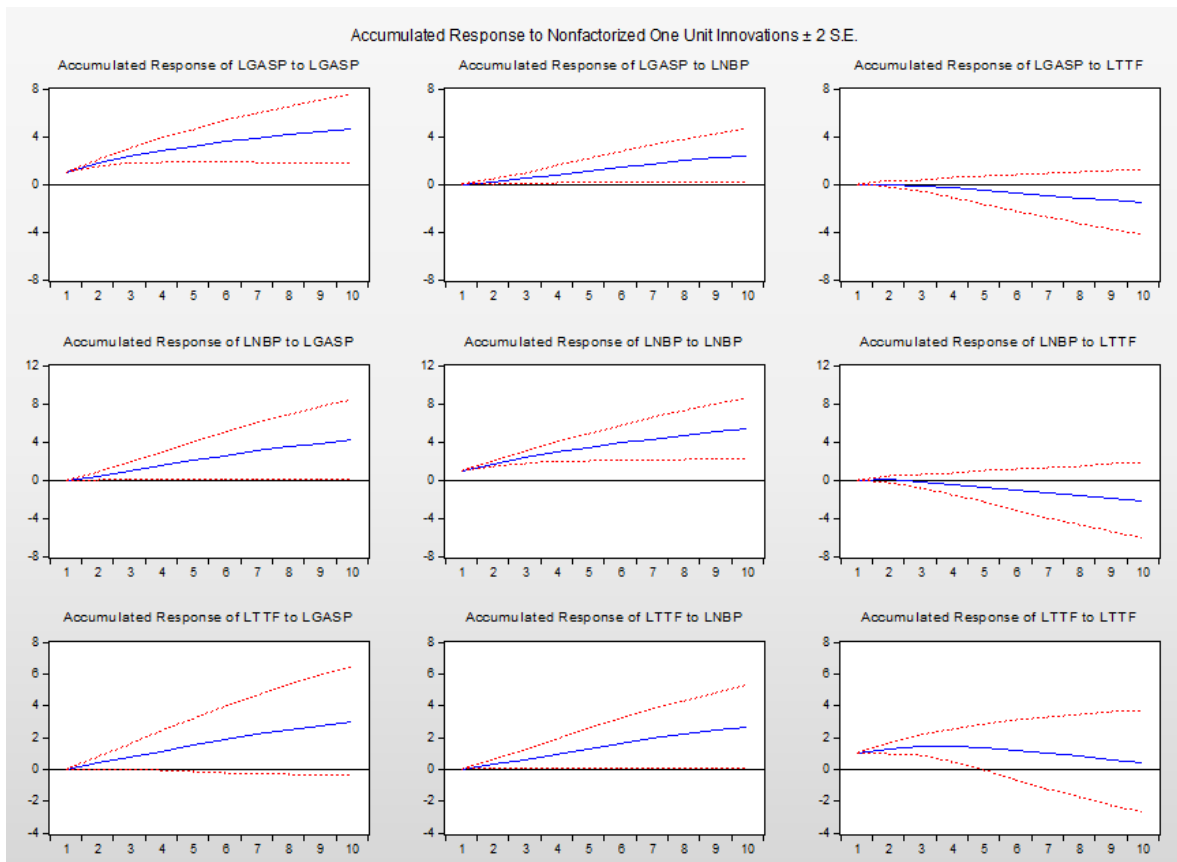 Accumulated Response to Nonfactorized One Unit Innovations ± 2 S.E.
Accumulated Response of LGASP to LGASP
8
4
0
-4
-8
1 2 3 4 5 6 7 8 9 10
Accumulated Response of LGASP to LNBP
8
4
0
-4
-8
1 2 3 4 5 6 7 8 9 10
Accumulated Response of LGASP to LTTF
8
4
0
-4
-8
1 2 3 4 5 6 7 8 9 10
Accumulated Response of LNBP to LGASP
12
8
4
0
-4
-8
1 2 3 4 5 6 7 8 9 10
Accumulated Response of LNBP to LNBP
12
8
4
0
-4
-8
1 2 3 4 5 6 7 8 9 10
Accumulated Response of LNBP to LTTF
12
8
4
0
-4
-8
1 2 3 4 5 6 7 8 9 10
Accumulated Response of LTTF to LGASP
8
6
4
2
0
-2
-4
1 2 3 4 5 6 7 8 9 10
Accumulated Response of LTTF to LNBP
8
6
4
2
0
-2
-4
1 2 3 4 5 6 7 8 9 10
Accumulated Response of LTTF to LTTF
8
6
4
2
0
-2
-4
1 2 3 4 5 6 7 8 9 10